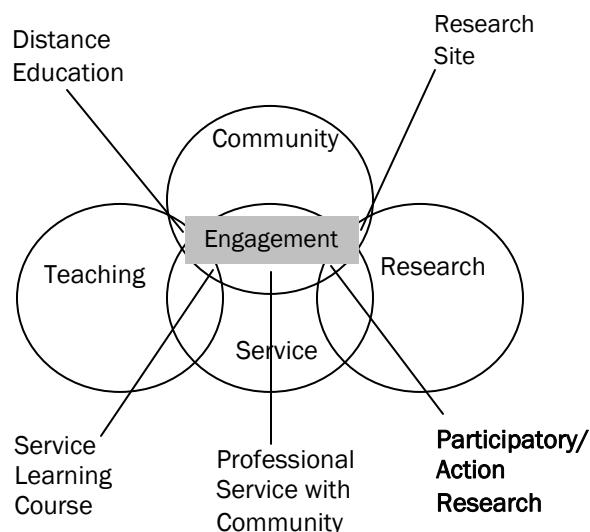 Distance
Education
Research
Site
Community
Engagement
Teaching
Research
Service
Service
Learning
Course
Professional
Service with
Community
Participatory/
Action
Research